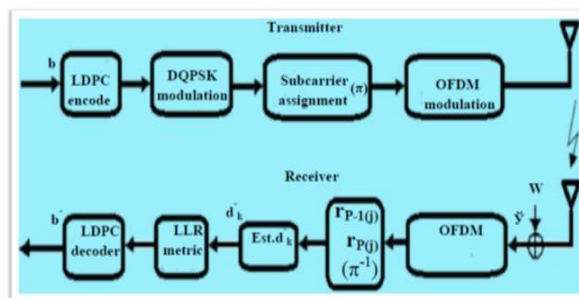 Transmitter
b
LDPC
encode
DQPSK
modulation
Subcarrier
assignment (π)
OFDM
modulation
Receiver
W
ÿ
OFDM
rP-1(j)
rP(j)
(π-1)
Est.d̂k
d̂k
LLR
metric
LDPC
decoder
b̂